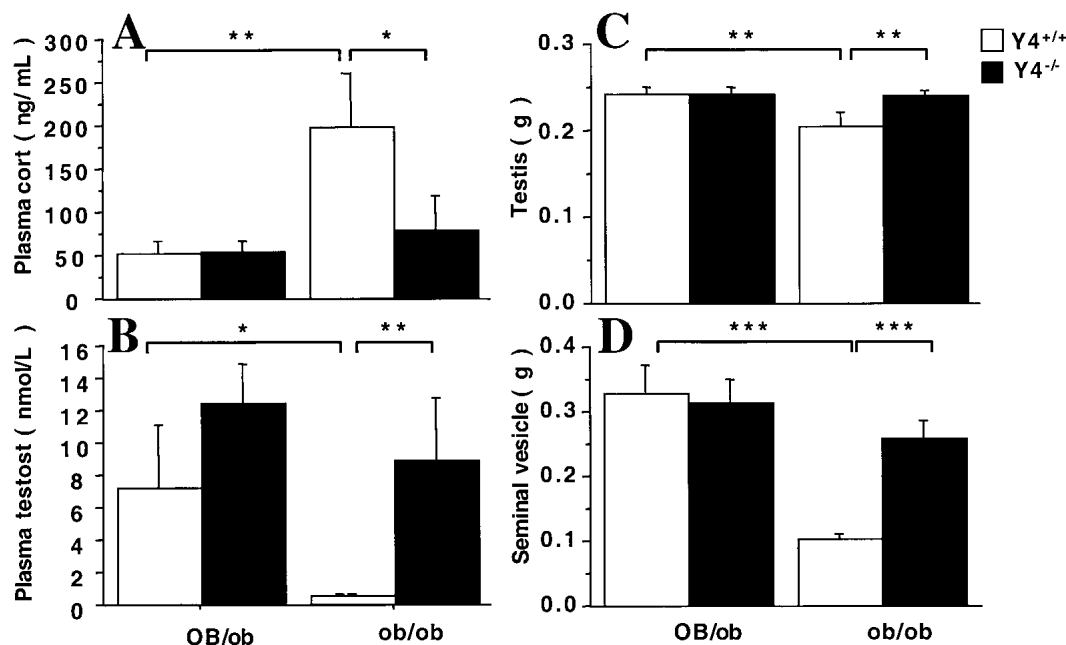 A
** *
Plasma cort ( ng/ mL)
300
250
200
150
100
50
0
B
* **
Plasma testost ( nmol/L)
16
14
12
10
8
6
4
2
0
OB/ob ob/ob
C
** **
Testis ( g )
0.3
0.2
0.1
0.0
D
*** ***
Seminal vesicle ( g )
0.4
0.3
0.2
0.1
0.0
OB/ob ob/ob
Y4+/+
Y4-/-